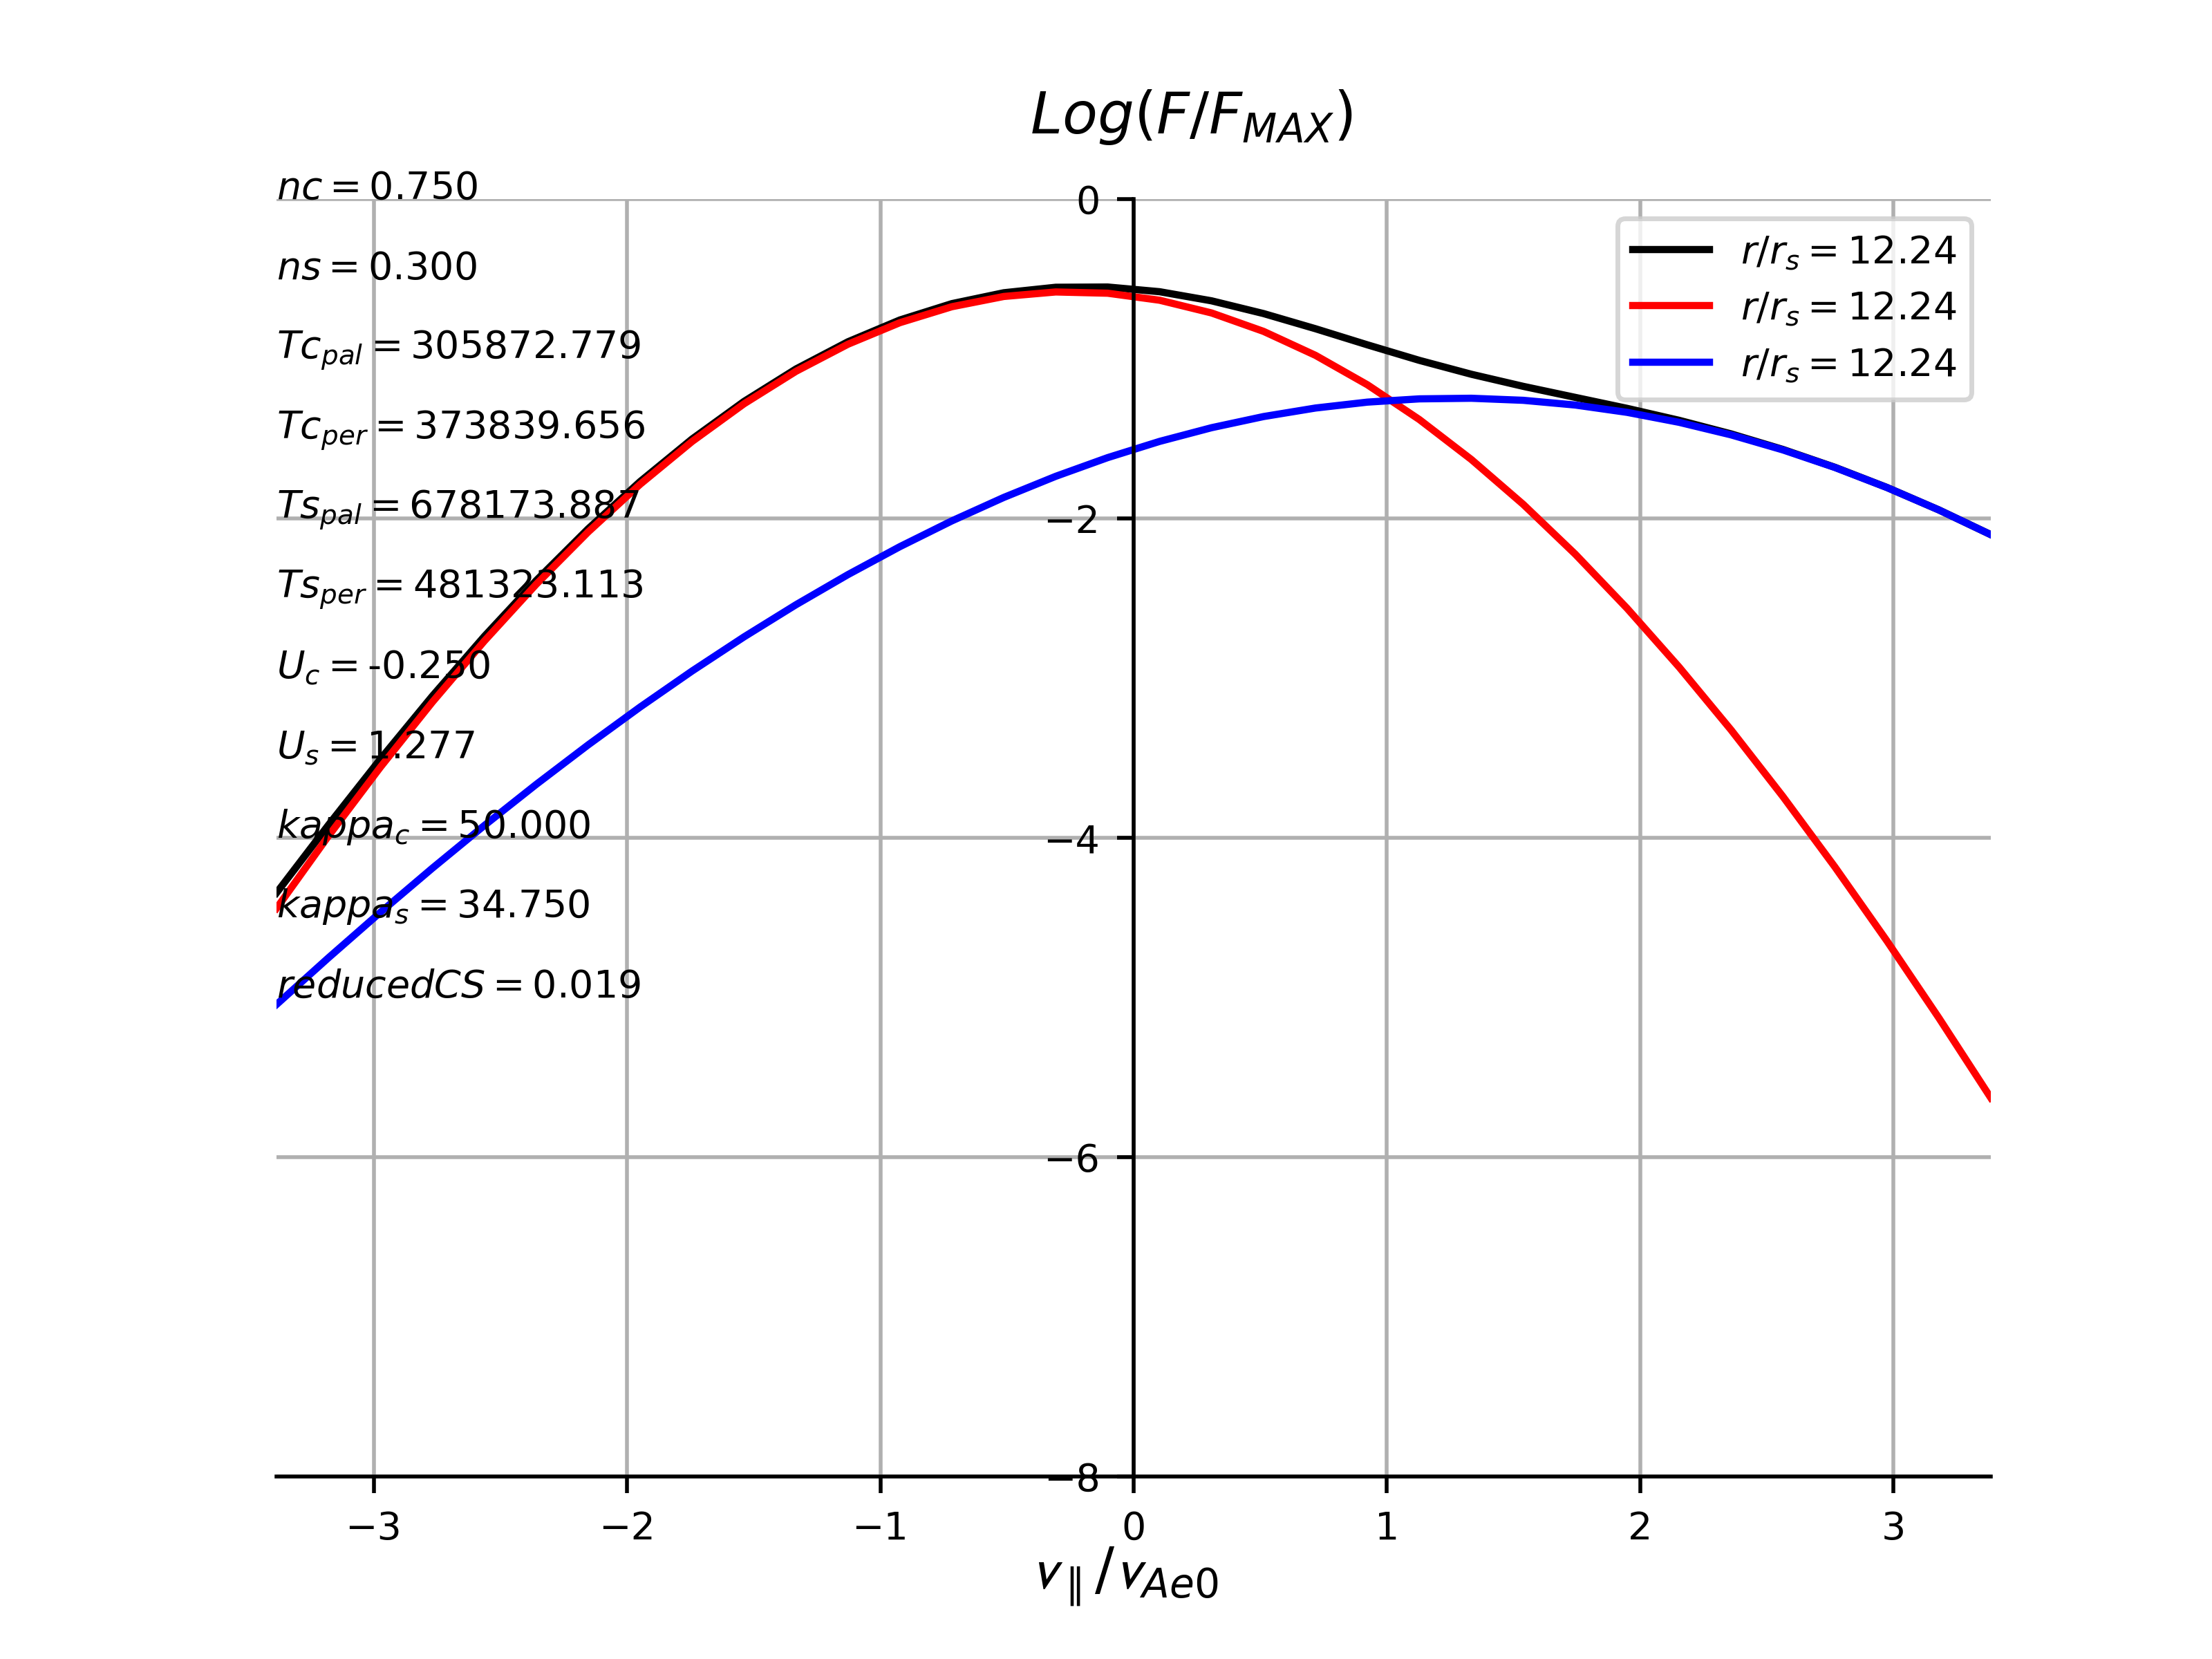 Log(F/F_MAX)
nc = 0.750
0
r/r_s = 12.24
ns = 0.300
r/r_s = 12.24
Tc_pal = 305872.779
r/r_s = 12.24
Tc_per = 373839.656
Ts_pal = 678173.887
−2
Ts_per = 481323.113
U_c = -0.250
U_s = 1.277
kappa_c = 50.000
−4
kappa_s = 34.750
reducedCS = 0.019
−6
−8
−3 −2 −1 0 1 2 3
v_∥/v_Ae0